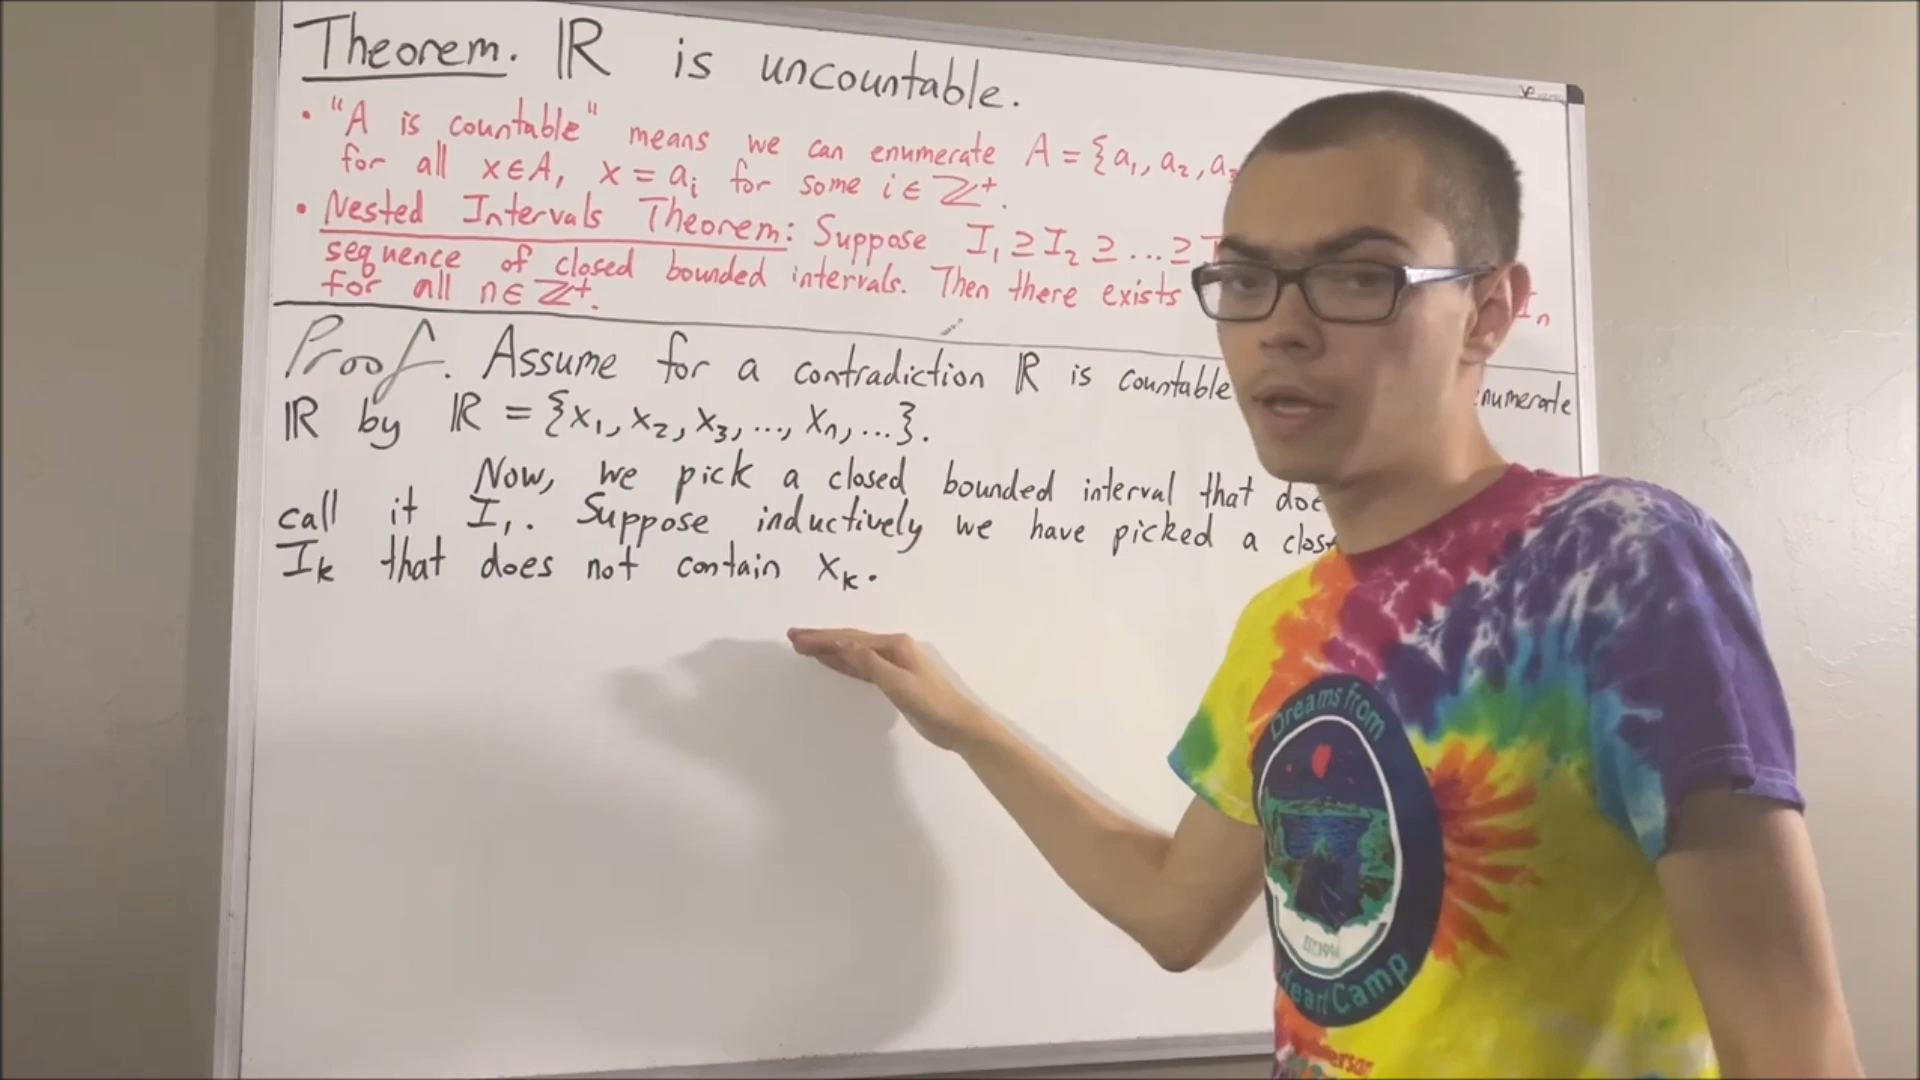 Theorem. ℝ is uncountable.
• "A is countable" means we can enumerate A = {a₁, a₂, a₃
for all x∈A, x = aᵢ for some i ∈ ℤ⁺.
• Nested Intervals Theorem: Suppose I₁ ⊇ I₂ ⊇ ... ⊇
sequence of closed bounded intervals. Then there exists Iₙ
for all n∈ℤ⁺.
Proof. Assume for a contradiction ℝ is countable enumerate
ℝ by ℝ = {x₁, x₂, x₃, ..., xₙ, ...}.
Now, we pick a closed bounded interval that
call it I₁. Suppose inductively we have picked a
Iₖ that does not contain xₖ.
Dreams from
Camp